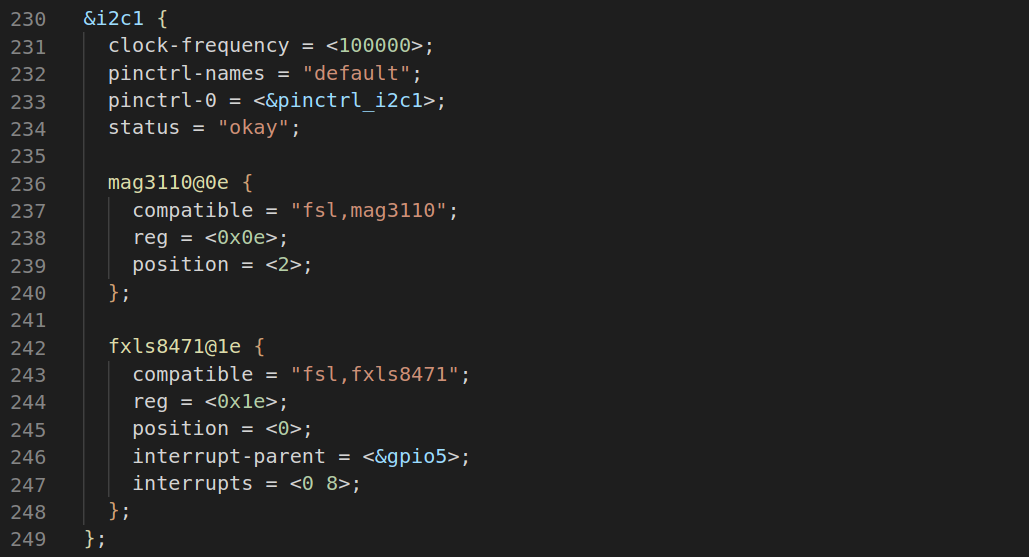 230 &i2c1 {
231   clock-frequency = <100000>;
232   pinctrl-names = "default";
233   pinctrl-0 = <&pinctrl_i2c1>;
234   status = "okay";
235
236   mag3110@0e {
237     compatible = "fsl,mag3110";
238     reg = <0x0e>;
239     position = <2>;
240   };
241
242   fxls8471@1e {
243     compatible = "fsl,fxls8471";
244     reg = <0x1e>;
245     position = <0>;
246     interrupt-parent = <&gpio5>;
247     interrupts = <0 8>;
248   };
249 };